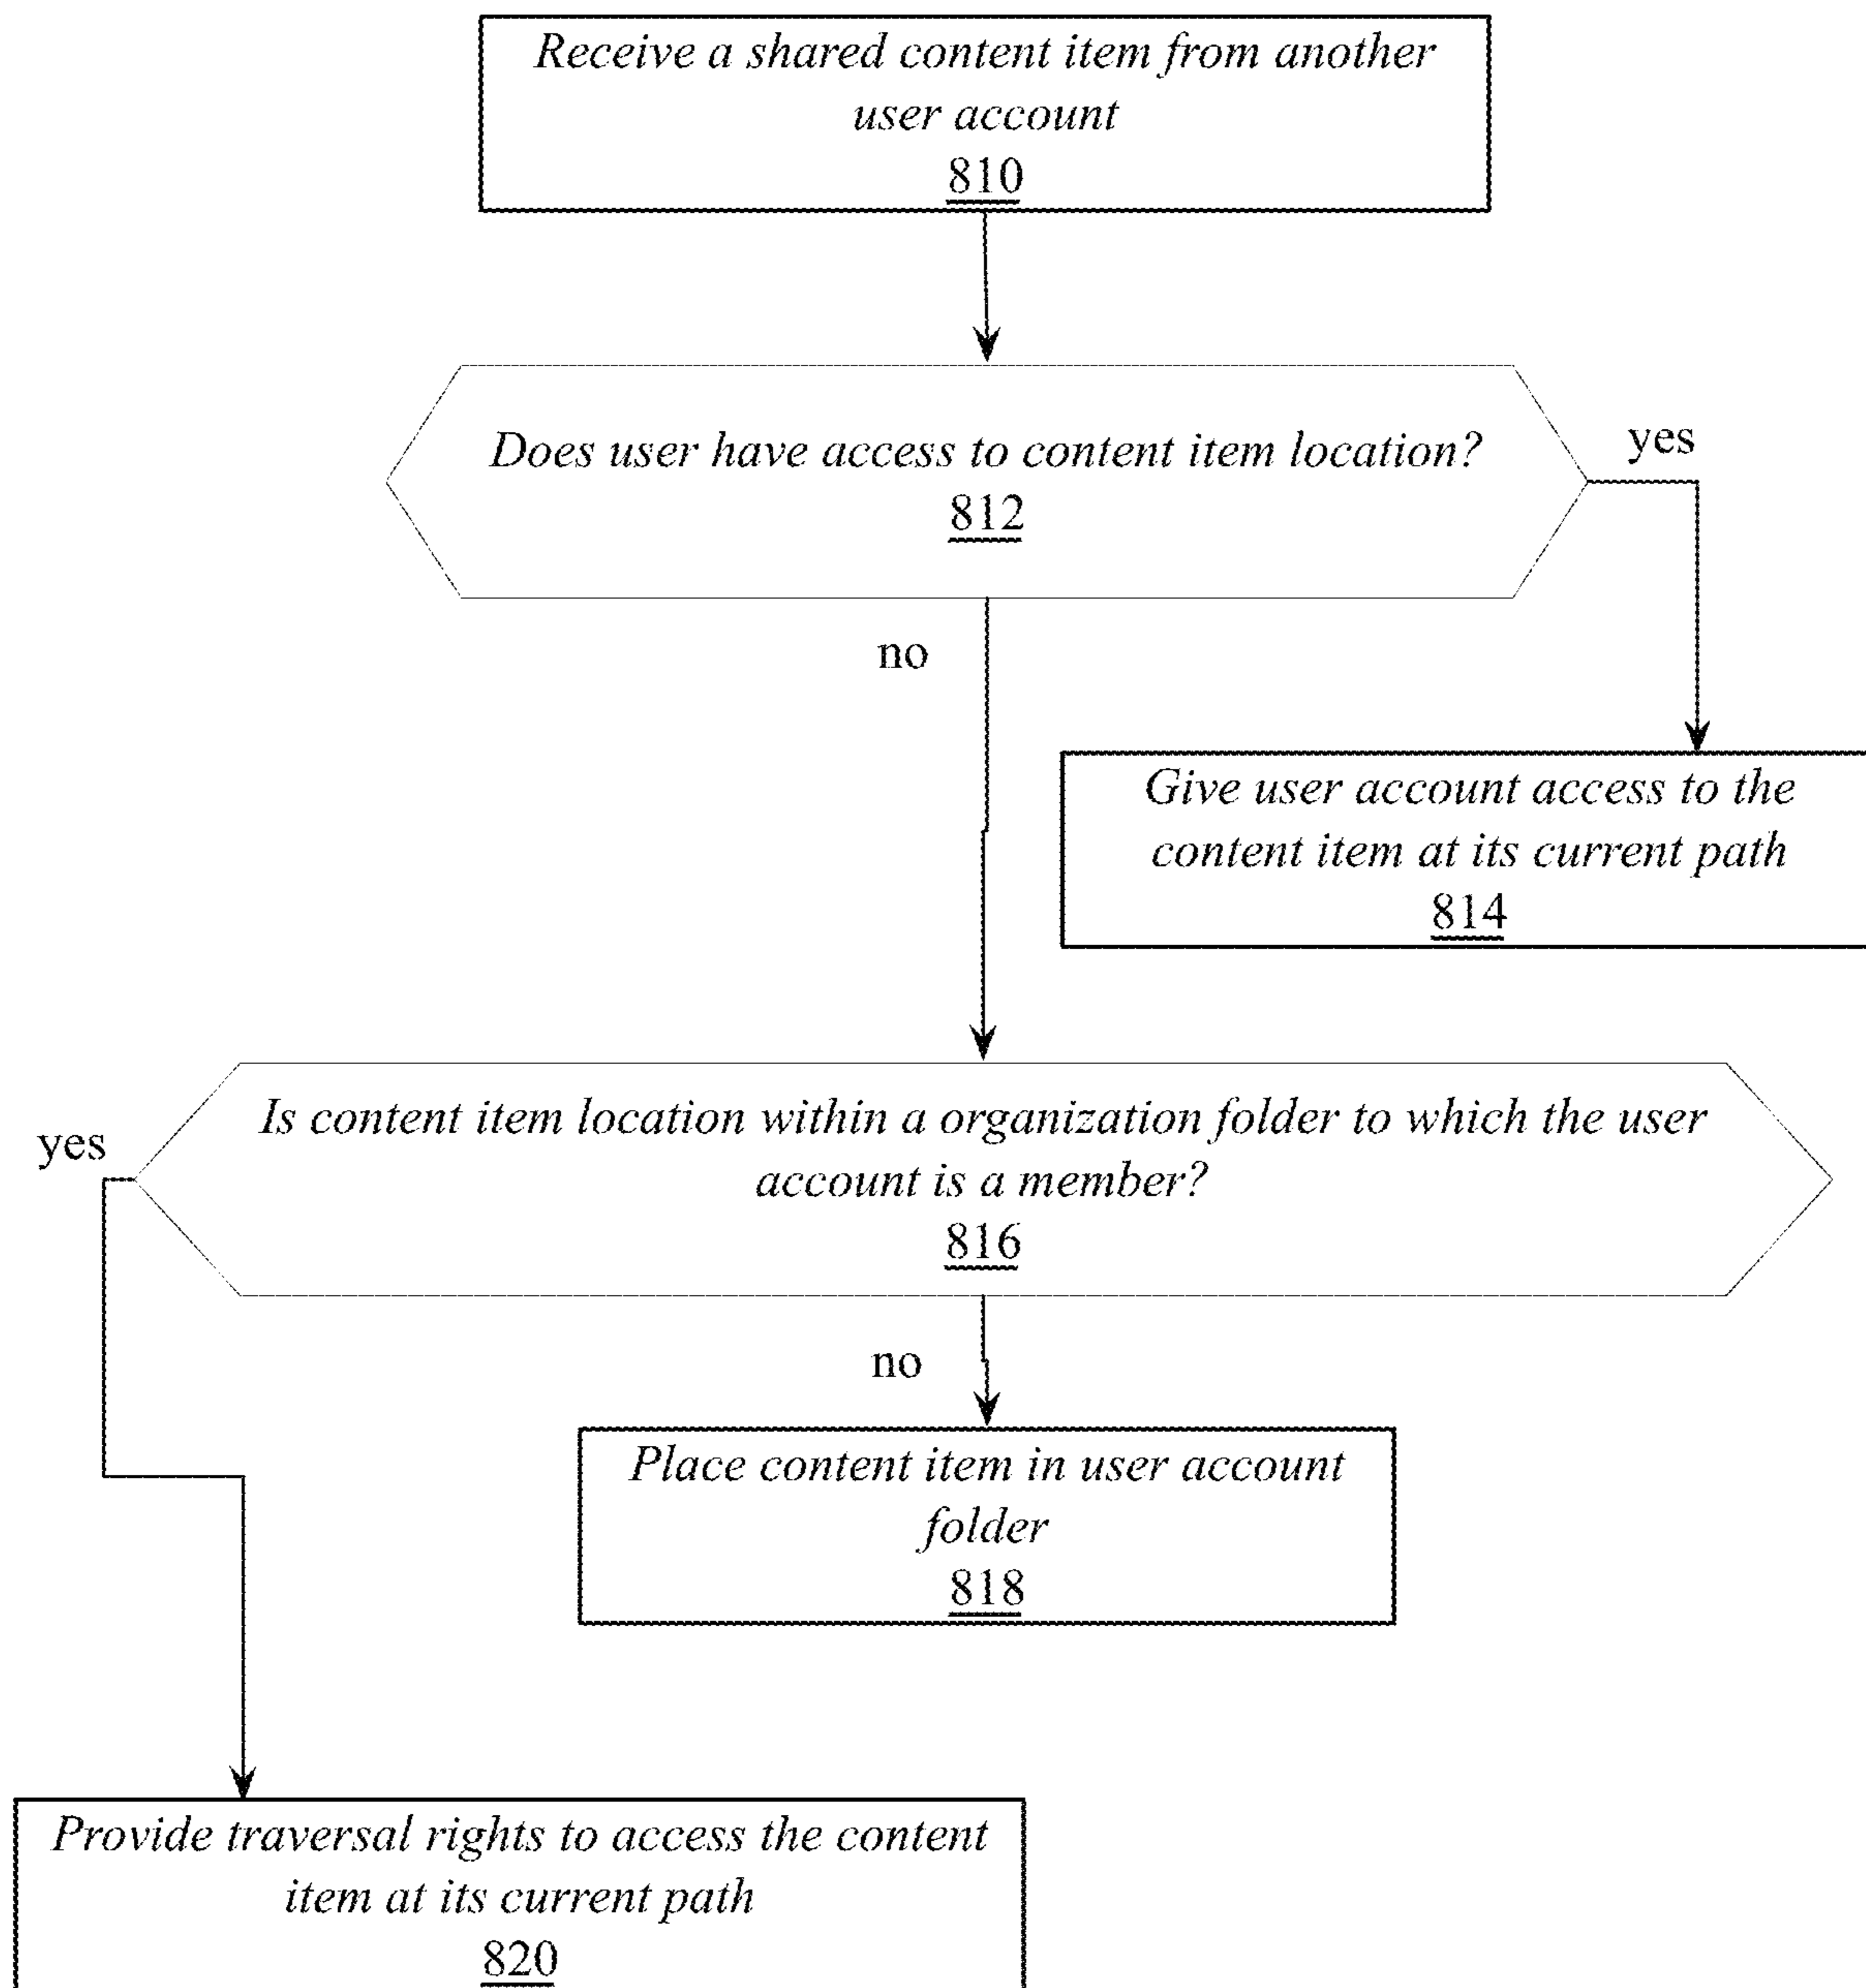 Receive a shared content item from another
user account
810
Does user have access to content item location?
812
yes
no
Give user account access to the
content item at its current path
814
Is content item location within a organization folder to which the user
account is a member?
816
yes
no
Place content item in user account
folder
818
Provide traversal rights to access the content
item at its current path
820